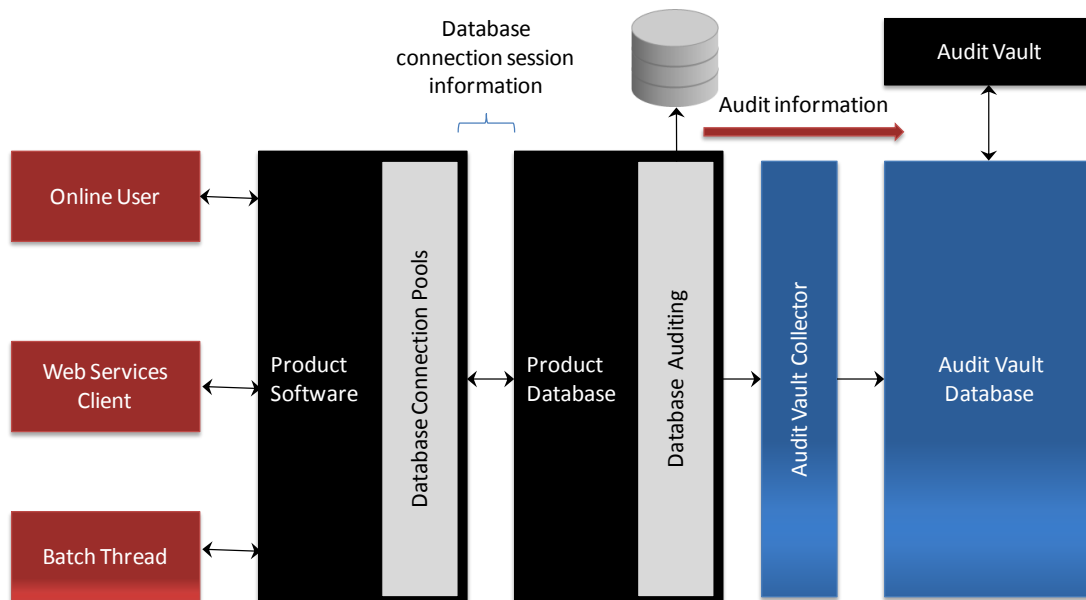 Database
connection session
information
Audit Vault
Audit information
Online User
Web Services
Client
Batch Thread
Product
Software
Database Connection Pools
Product
Database
Database Auditing
Audit Vault Collector
Audit Vault
Database